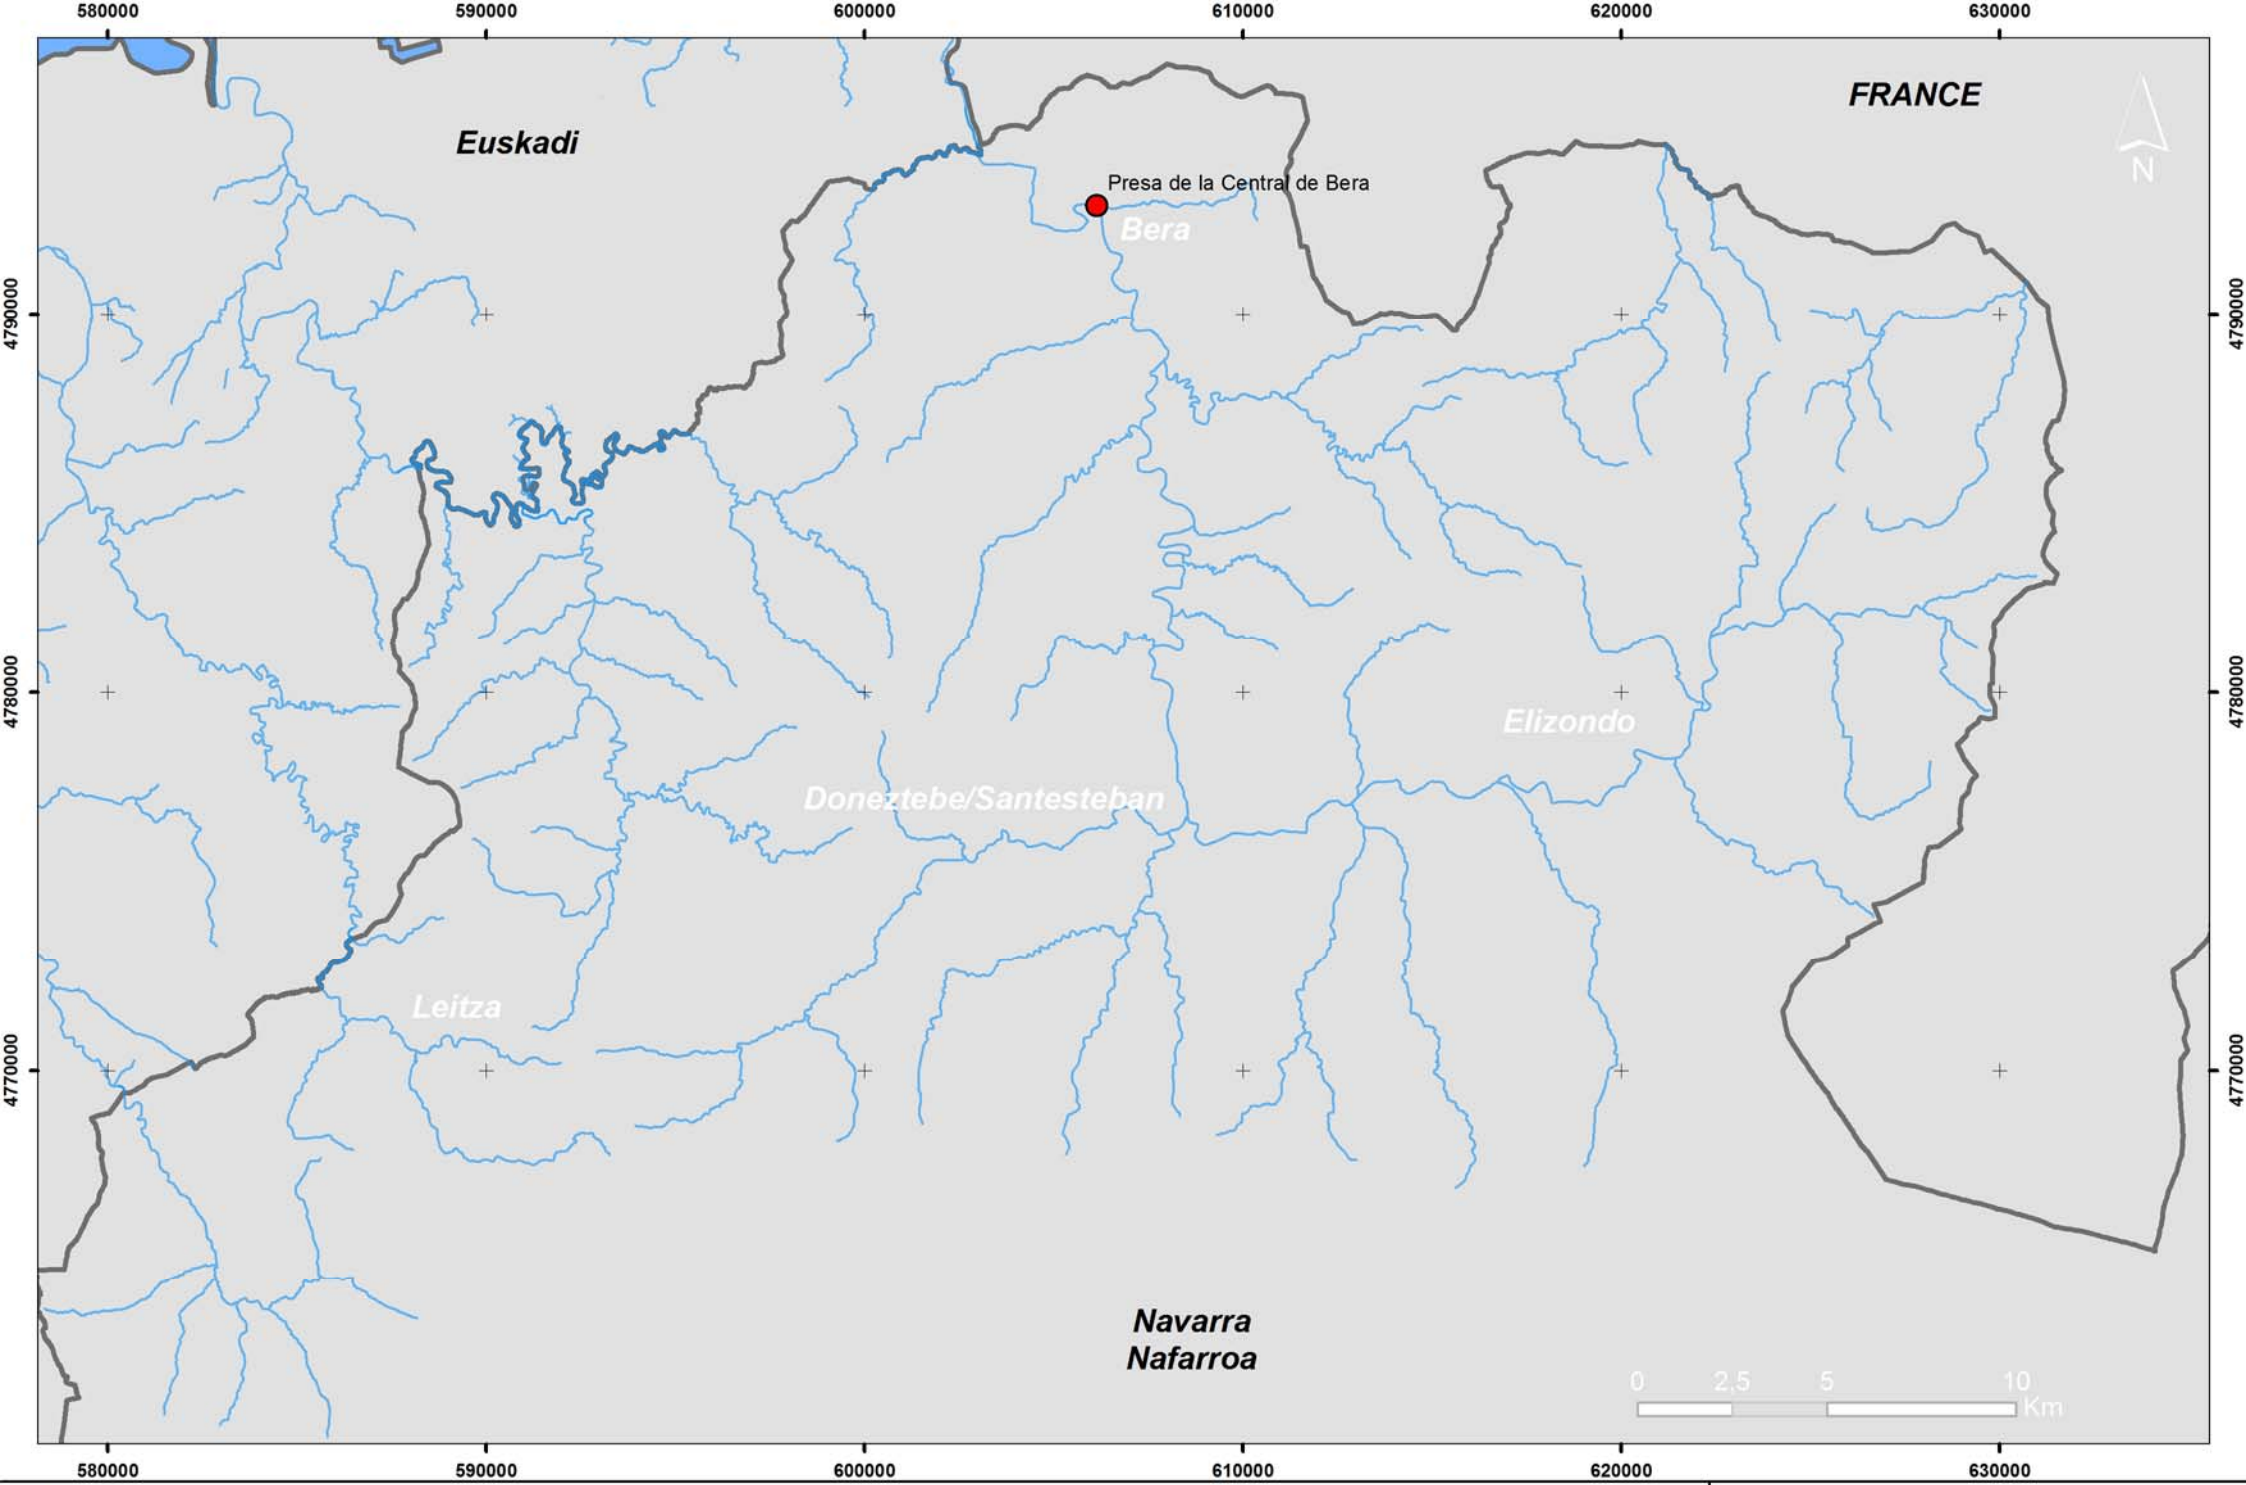 580000 590000 600000 610000 620000 630000
FRANCE
Euskadi
N
Presa de la Central de Bera
Bera
4790000 4790000
4780000 4780000
Elizondo
Doneztebe/Santesteban
Leitza
4770000 4770000
Navarra
Nafarroa
0 2,5 5 10
Km
580000 590000 600000 610000 620000 630000